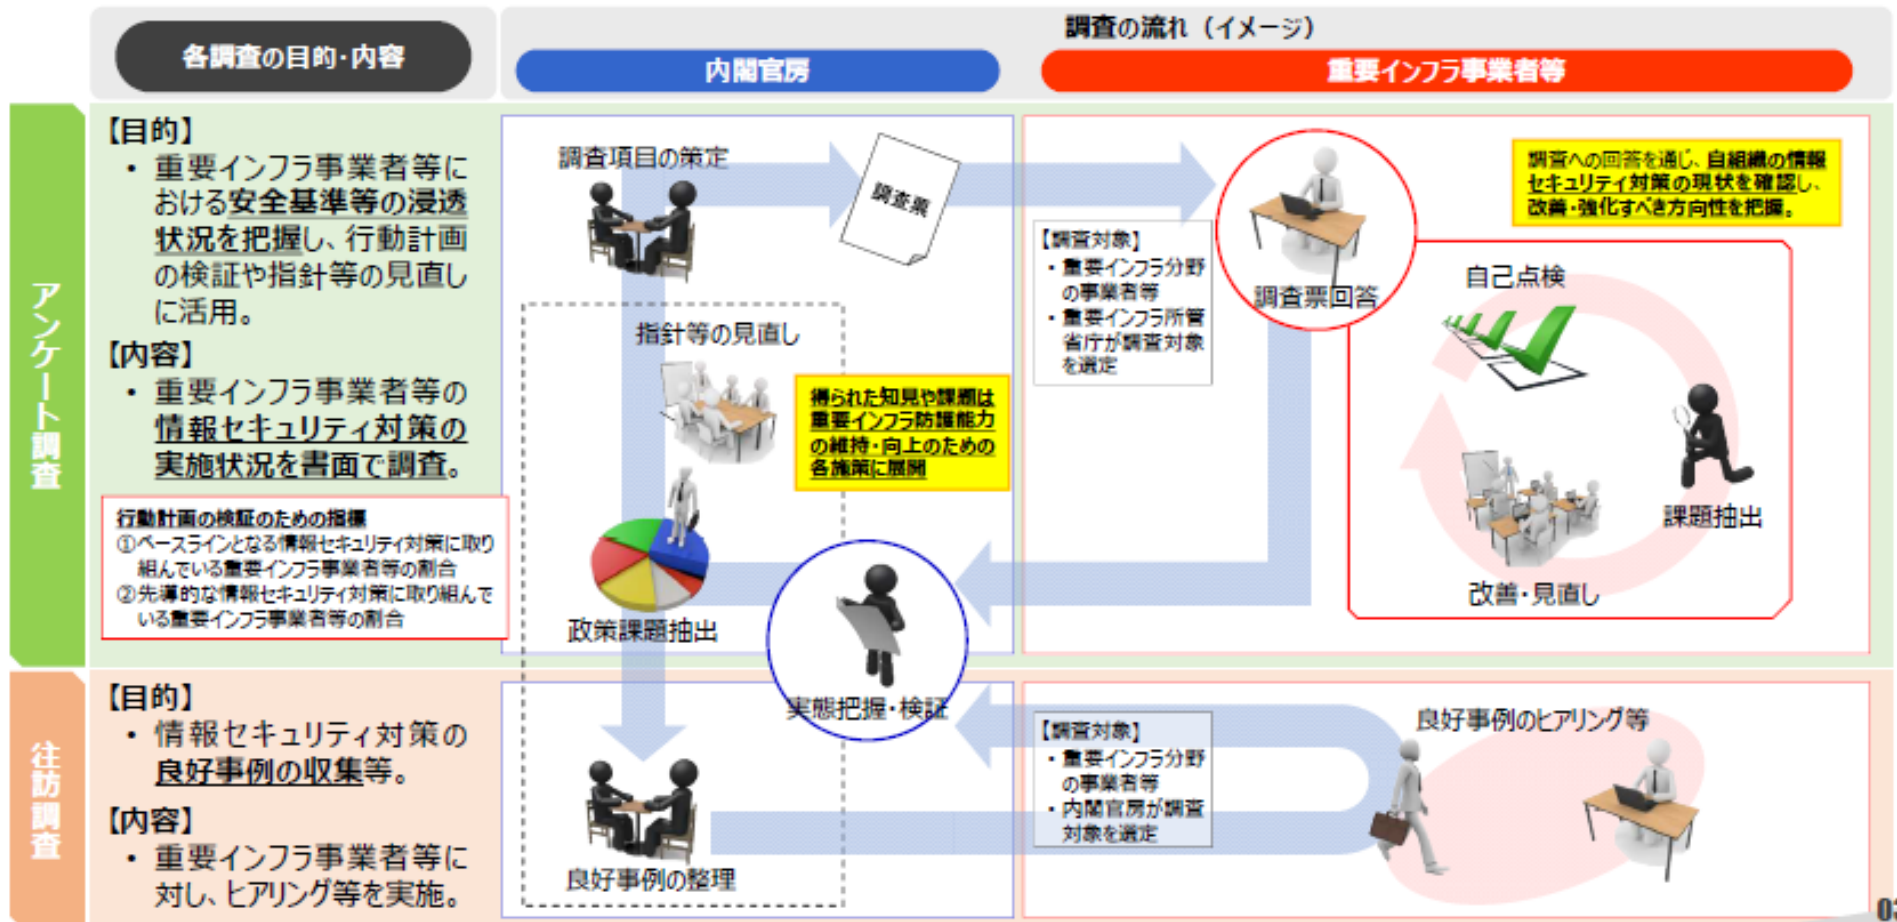 各調査の目的・内容
調査の流れ（イメージ）
内閣官房
重要インフラ事業者等
アンケート調査
【目的】
・ 重要インフラ事業者等に
おける安全基準等の浸透
状況を把握し、行動計画
の検証や指針等の見直し
に活用。
【内容】
・ 重要インフラ事業者等の
情報セキュリティ対策の
実施状況を書面で調査。
行動計画の検証のための指標
①ベースラインとなる情報セキュリティ対策に取り
組んでいる重要インフラ事業者等の割合
②先導的な情報セキュリティ対策に取り組んで
いる重要インフラ事業者等の割合
調査項目の策定
調査票
指針等の見直し
得られた知見や課題は
重要インフラ防護能力
の維持・向上のための
各施策に展開
政策課題抽出
実態把握・検証
【調査対象】
・重要インフラ分野
の事業者等
・重要インフラ所管
省庁が調査対象
を選定
調査票回答
調査への回答を通じ、自組織の情報
セキュリティ対策の現状を確認し、
改善・強化すべき方向性を把握。
自己点検
課題抽出
改善・見直し
往訪調査
【目的】
・ 情報セキュリティ対策の
良好事例の収集等。
【内容】
・ 重要インフラ事業者等に
対し、ヒアリング等を実施。
良好事例の整理
【調査対象】
・重要インフラ分野
の事業者等
・内閣官房が調査
対象を選定
良好事例のヒアリング等